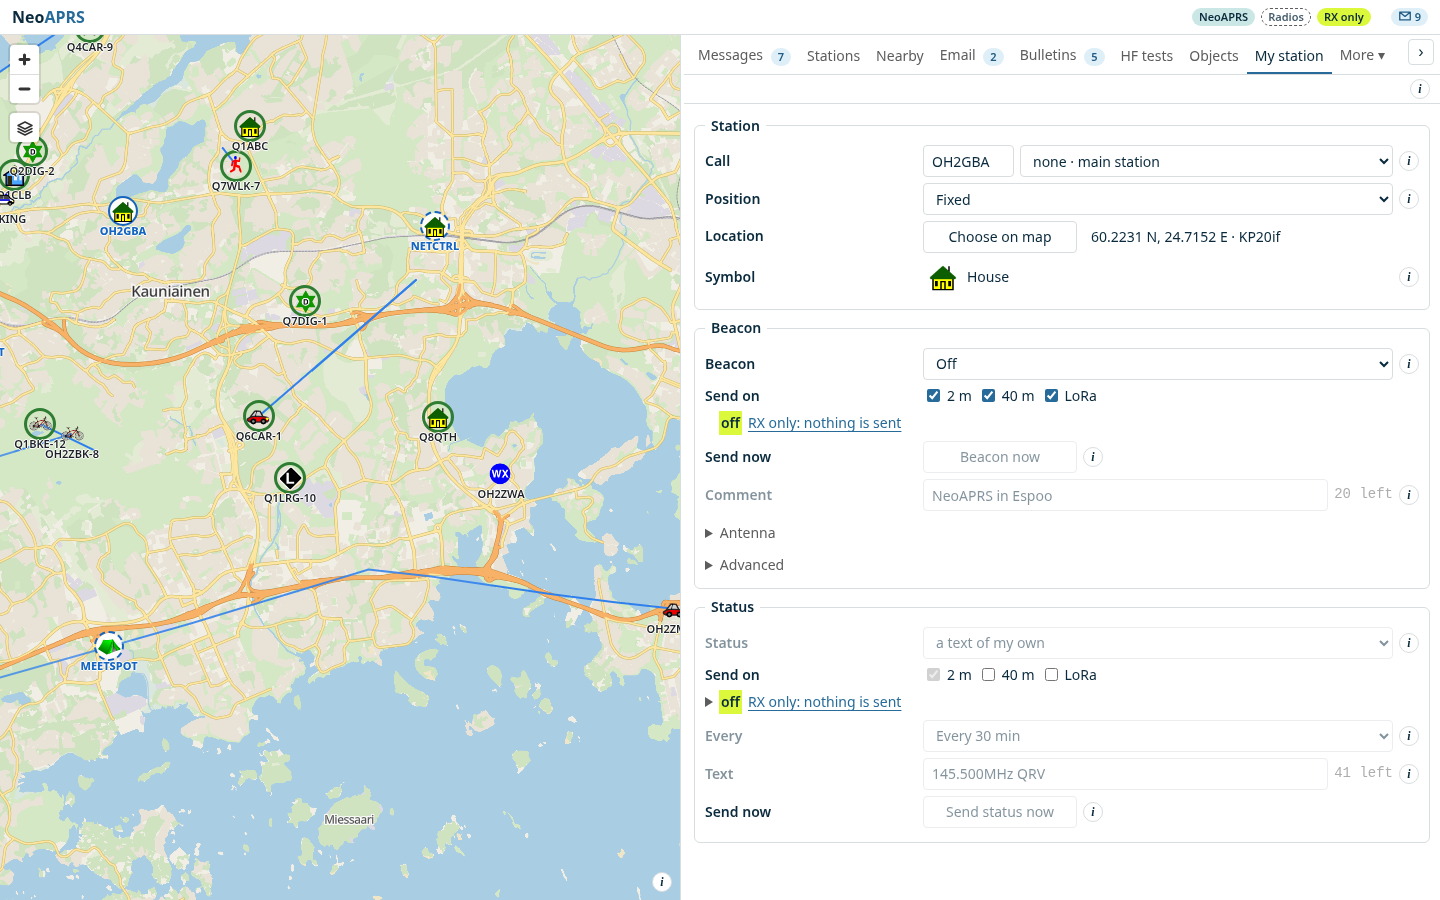 NeoAPRS
NeoAPRS
Radios
RX only
9
Messages 7
Stations
Nearby
Email 2
Bulletins 5
HF tests
Objects
My station
More ▾
›
i
+
−
Q4CAR-9
Q1ABC
Q7WLK-7
D
Q2DIG-2
KING
OH2GBA
NETCTRL
Kauniainen
D
Q7DIG-1
Q6CAR-1
Q8QTH
Q1BKE-12
OH2ZBK-8
L
Q1LRG-10
WX
OH2ZWA
MEETSPOT
Miessaari
i
Station
Call OH2GBA none · main station i
Position Fixed i
Location Choose on map 60.2231 N, 24.7152 E · KP20if
Symbol House i
Beacon
Beacon Off i
Send on 2 m 40 m LoRa
off RX only: nothing is sent
Send now Beacon now i
Comment NeoAPRS in Espoo 20 left i
▶ Antenna
▶ Advanced
Status
Status a text of my own i
Send on 2 m 40 m LoRa
▶ off RX only: nothing is sent
Every Every 30 min i
Text 145.500MHz QRV 41 left i
Send now Send status now i